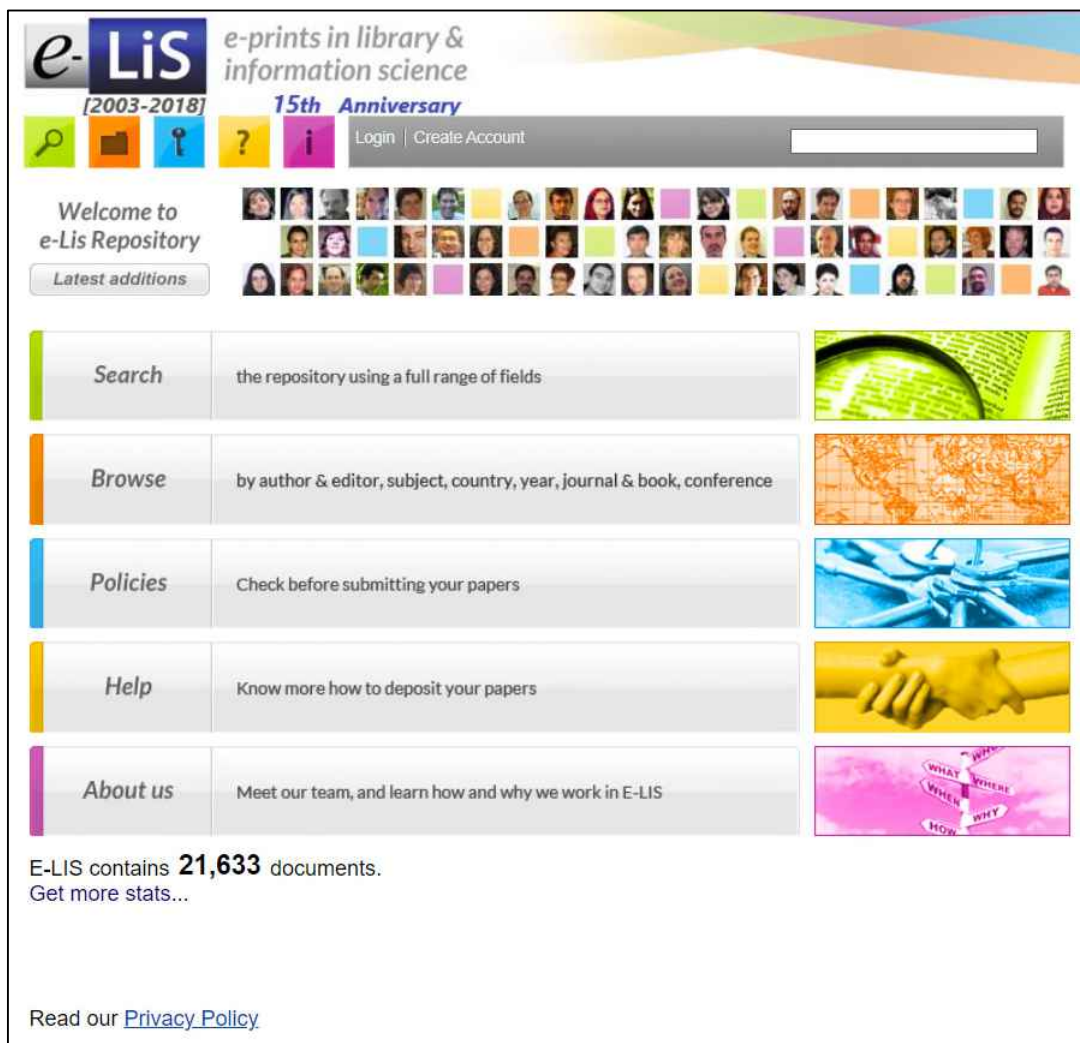 e-LiS
e-prints in library &
information science
[2003-2018] 15th Anniversary
? i Login | Create Account
Welcome to
e-Lis Repository
Latest additions
Search the repository using a full range of fields
Browse by author & editor, subject, country, year, journal & book, conference
Policies Check before submitting your papers
Help Know more how to deposit your papers
About us Meet our team, and learn how and why we work in E-LIS
WHAT
WHERE
WHEN
WHY
HOW
E-LIS contains 21,633 documents.
Get more stats...
Read our Privacy Policy